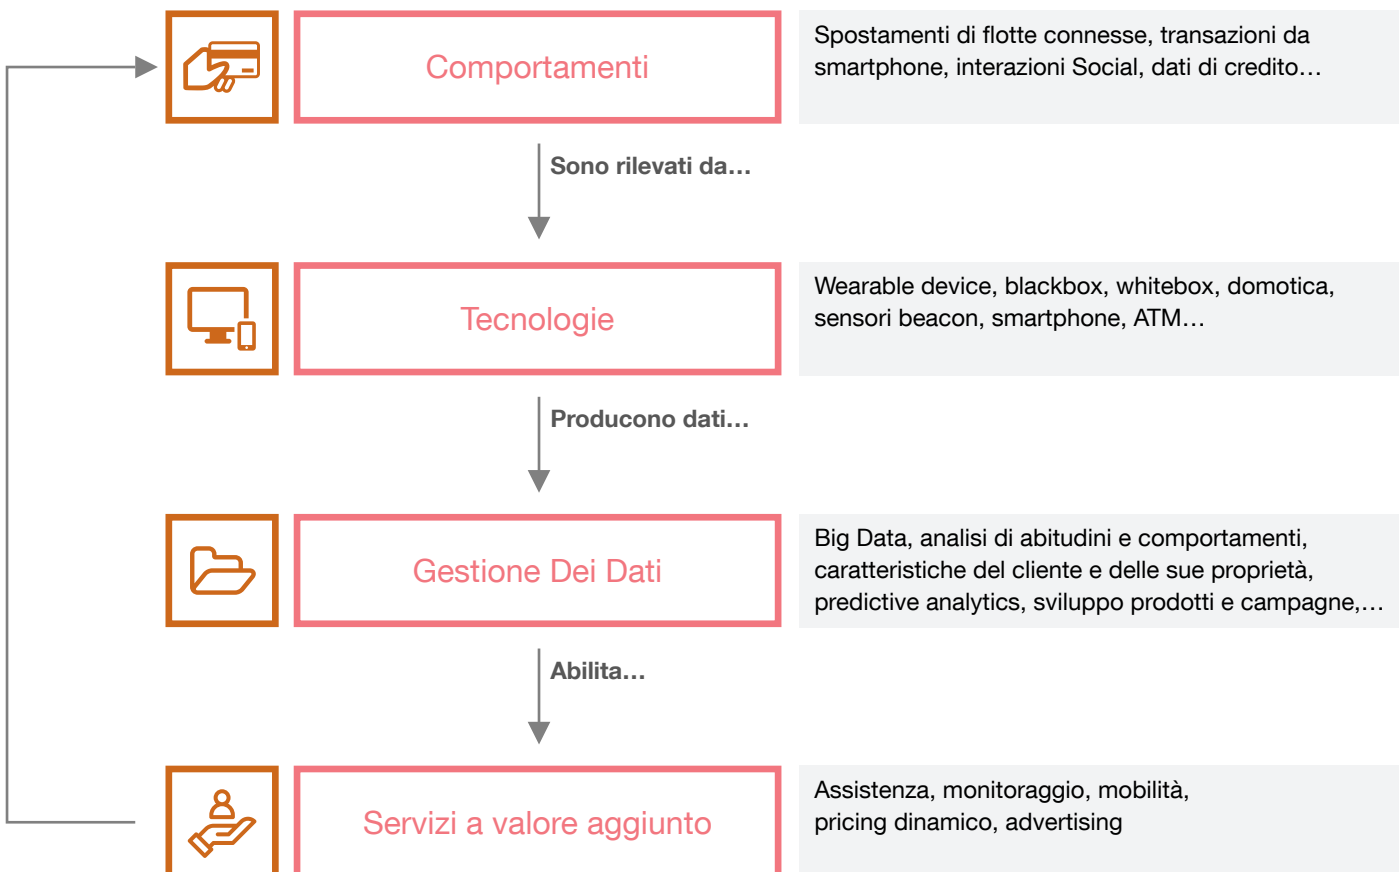 Comportamenti
Spostamenti di flotte connesse, transazioni da
smartphone, interazioni Social, dati di credito…
Sono rilevati da…
Tecnologie
Wearable device, blackbox, whitebox, domotica,
sensori beacon, smartphone, ATM…
Producono dati…
Gestione Dei Dati
Big Data, analisi di abitudini e comportamenti,
caratteristiche del cliente e delle sue proprietà,
predictive analytics, sviluppo prodotti e campagne,…
Abilita…
Servizi a valore aggiunto
Assistenza, monitoraggio, mobilità,
pricing dinamico, advertising